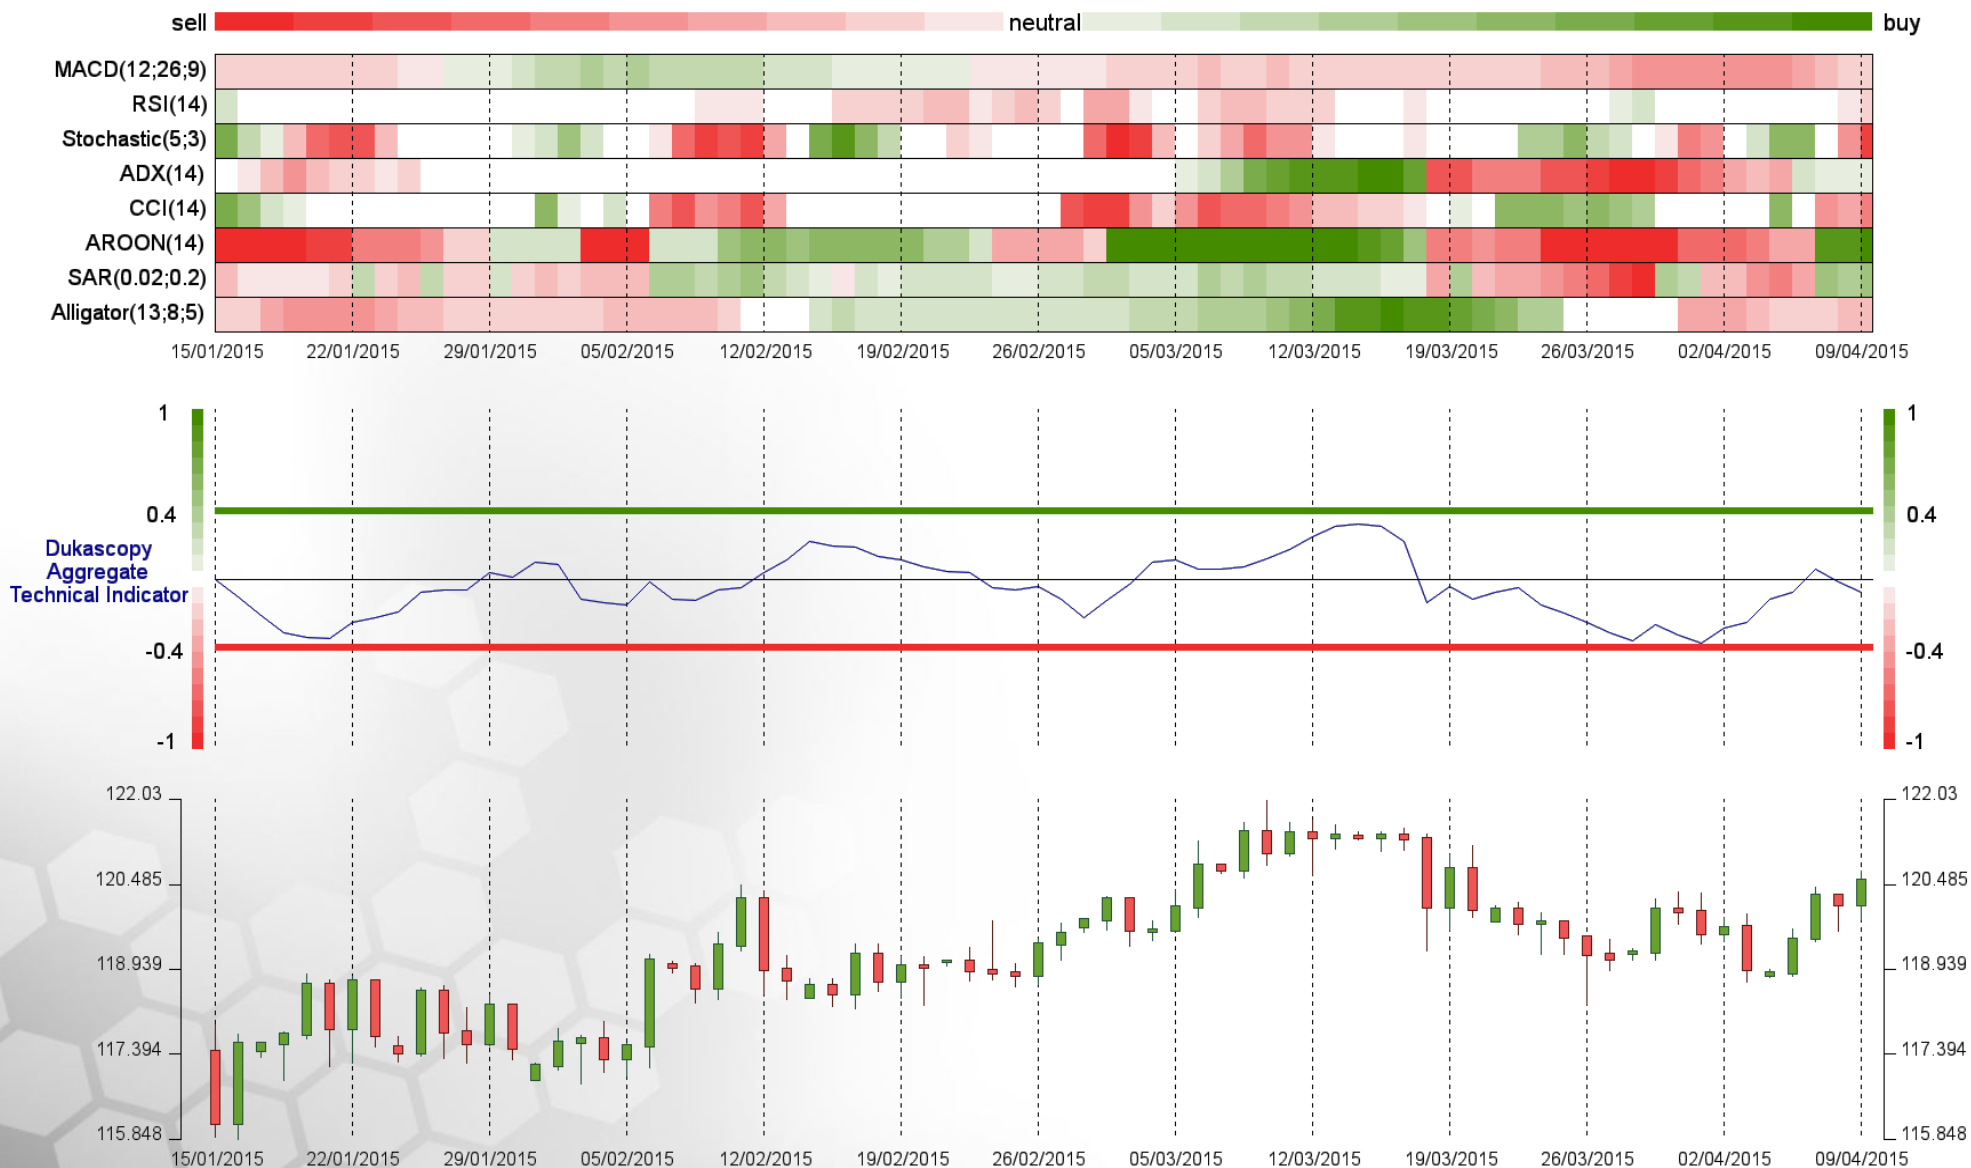 sell neutral buy
MACD(12;26;9)
RSI(14)
Stochastic(5;3)
ADX(14)
CCI(14)
AROON(14)
SAR(0.02;0.2)
Alligator(13;8;5)
15/01/2015 22/01/2015 29/01/2015 05/02/2015 12/02/2015 19/02/2015 26/02/2015 05/03/2015 12/03/2015 19/03/2015 26/03/2015 02/04/2015 09/04/2015
1 1
0.4 0.4
Dukascopy
Aggregate
Technical Indicator
-0.4 -0.4
-1 -1
122.03 122.03
120.485 120.485
118.939 118.939
117.394 117.394
115.848 115.848
15/01/2015 22/01/2015 29/01/2015 05/02/2015 12/02/2015 19/02/2015 26/02/2015 05/03/2015 12/03/2015 19/03/2015 26/03/2015 02/04/2015 09/04/2015